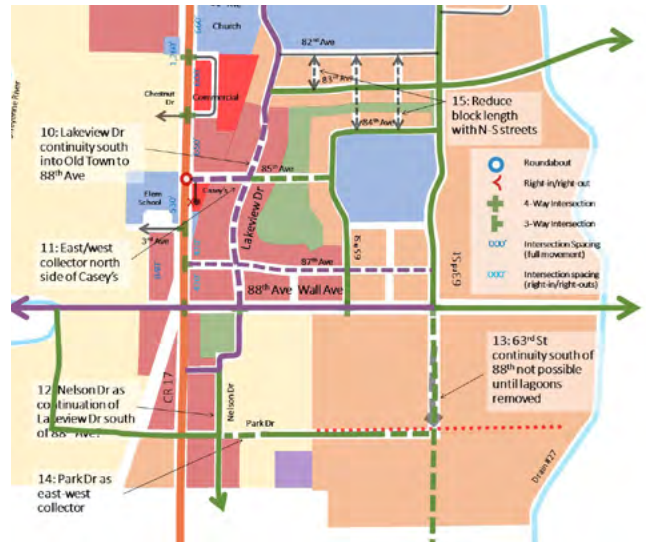 Church
82nd Ave
83rd Ave
Chestnut
Dr
Commercial
84th Ave
15: Reduce
block length
with N-S streets
10: Lakeview Dr
continuity south
into Old Town to
88th Ave
85th Ave
Roundabout
Right-in/right-out
4-Way Intersection
3-Way Intersection
000' Intersection Spacing
(full movement)
000' Intersection spacing
(right-in/right-outs)
Elem
School
Casey's
Lakeview Dr
3rd Ave
11: East/west
collector north
side of Casey's
65th St
63rd St
87th Ave
88th Ave Wall Ave
13: 63rd St
continuity south of
88th not possible
until lagoons
removed
CR 17
12: Nelson Dr as
continuation of
Lakeview Dr south
of 88th Ave?
Nelson Dr
Park Dr
14: Park Dr as
east-west
collector
Drain #27